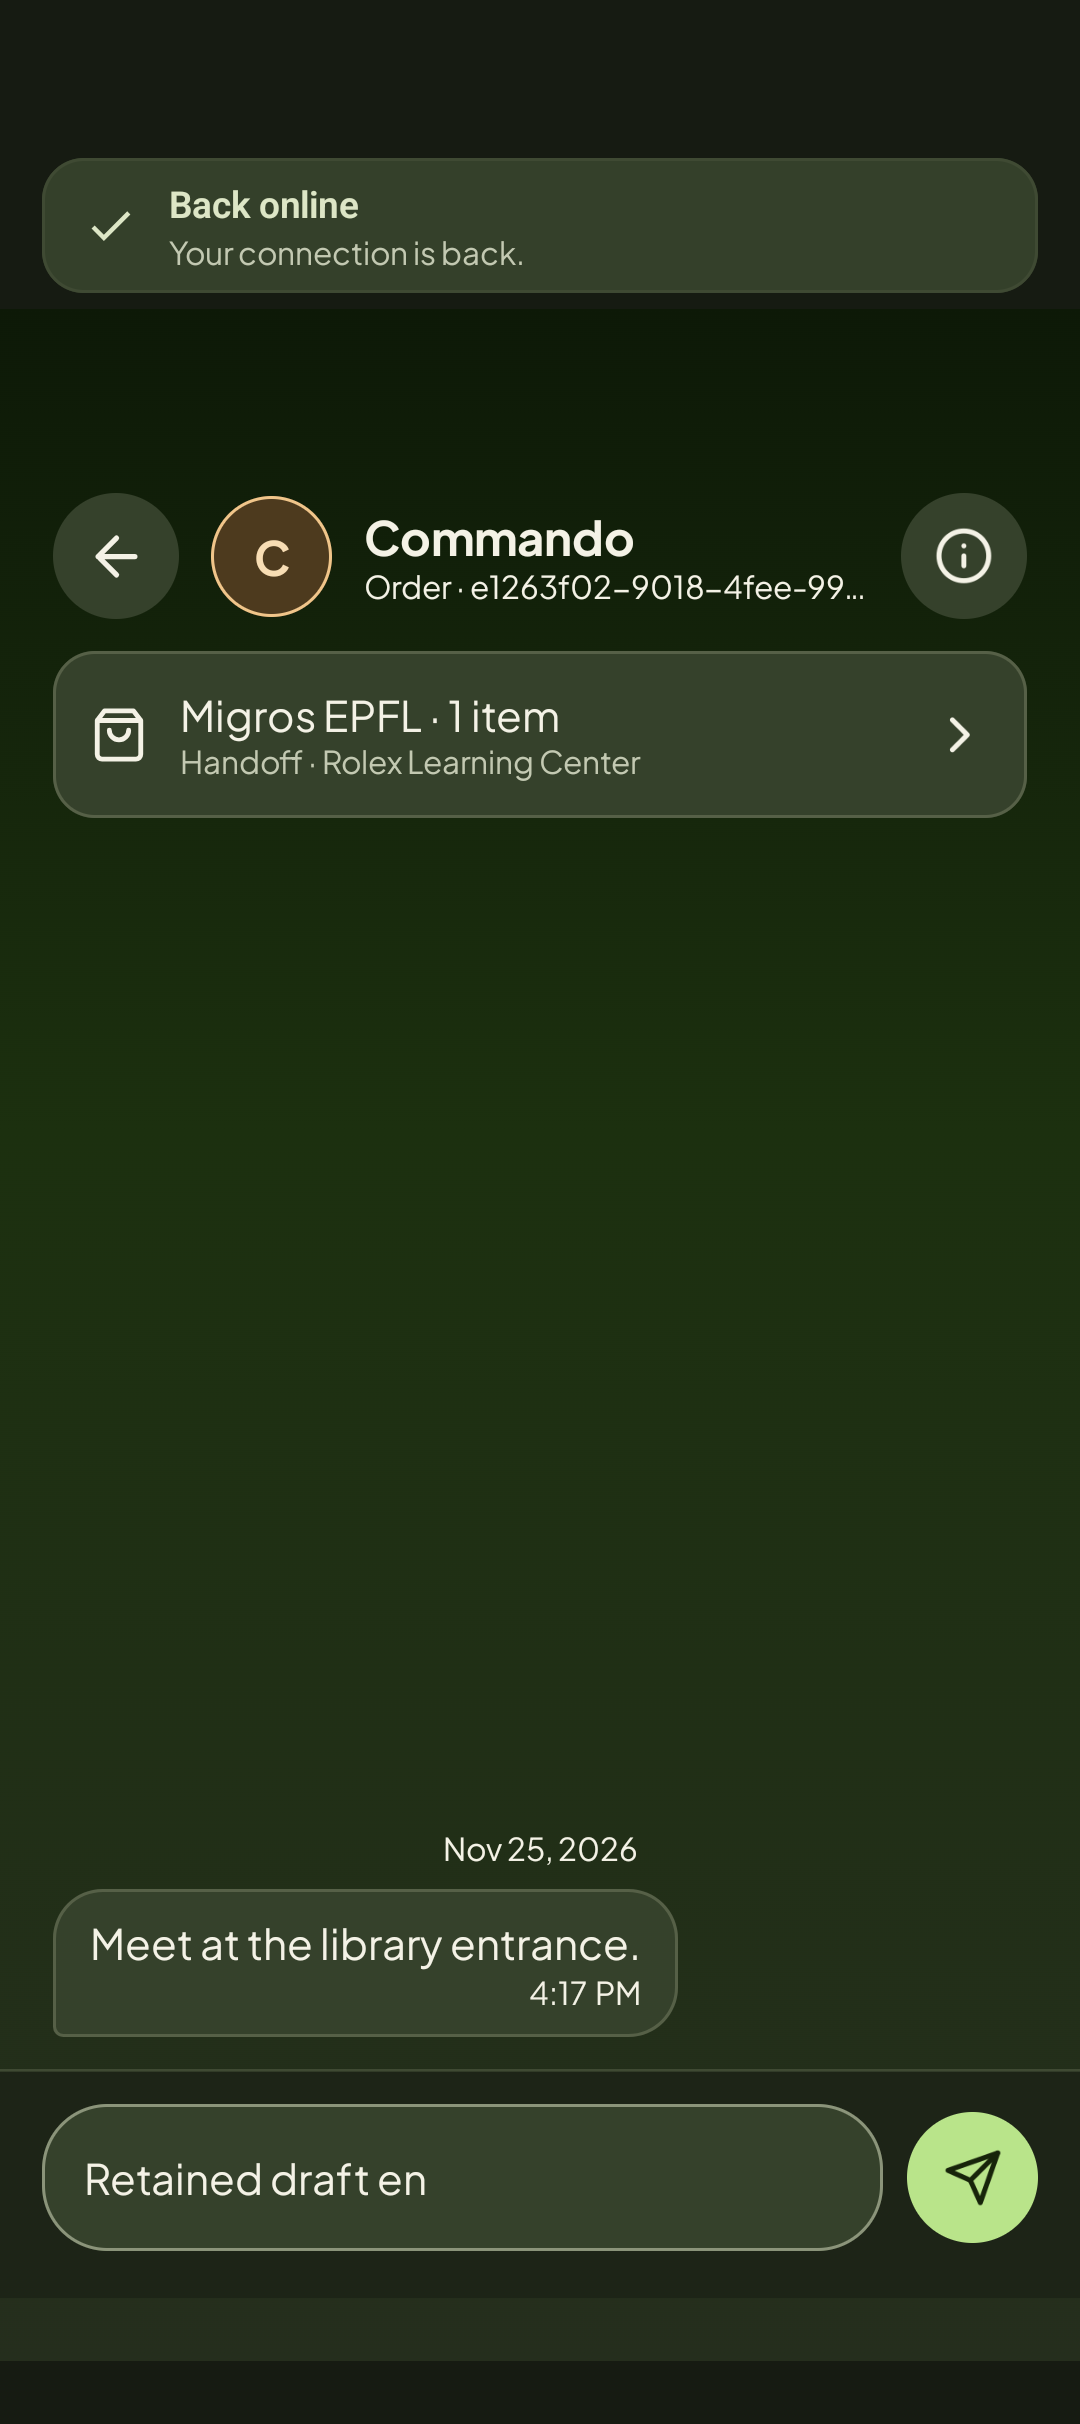 Back online
Your connection is back.
C
Commando
Order · e1263f02-9018-4fee-99...
Migros EPFL · 1 item
Handoff · Rolex Learning Center
Nov 25, 2026
Meet at the library entrance.
4:17 PM
Retained draft en